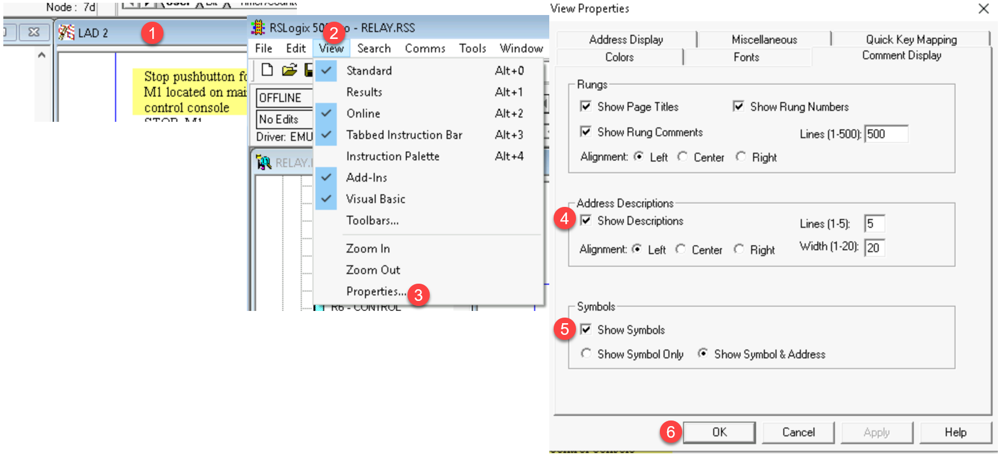 Node : 7d
LAD 2
1
Stop pushbutton fo
M1 located on mai
control console
STOP_M1
2
RSLogix 50 o - RELAY.RSS
File Edit View Search Comms Tools Window
OFFLINE
No Edits
Driver: EMU
RELAY.
Standard Alt+0
Results Alt+1
Online Alt+2
Tabbed Instruction Bar Alt+3
Instruction Palette Alt+4
Add-Ins
Visual Basic
Toolbars...
Zoom In
Zoom Out
Properties... 3
R6 - CONTROL
View Properties
Address Display Miscellaneous Quick Key Mapping
Colors Fonts Comment Display
Rungs
Show Page Titles Show Rung Numbers
Show Rung Comments Lines (1-500): 500
Alignment: Left Center Right
Address Descriptions
4 Show Descriptions Lines (1-5): 5
Alignment: Left Center Right Width (1-20): 20
Symbols
5 Show Symbols
Show Symbol Only Show Symbol & Address
6 OK Cancel Apply Help